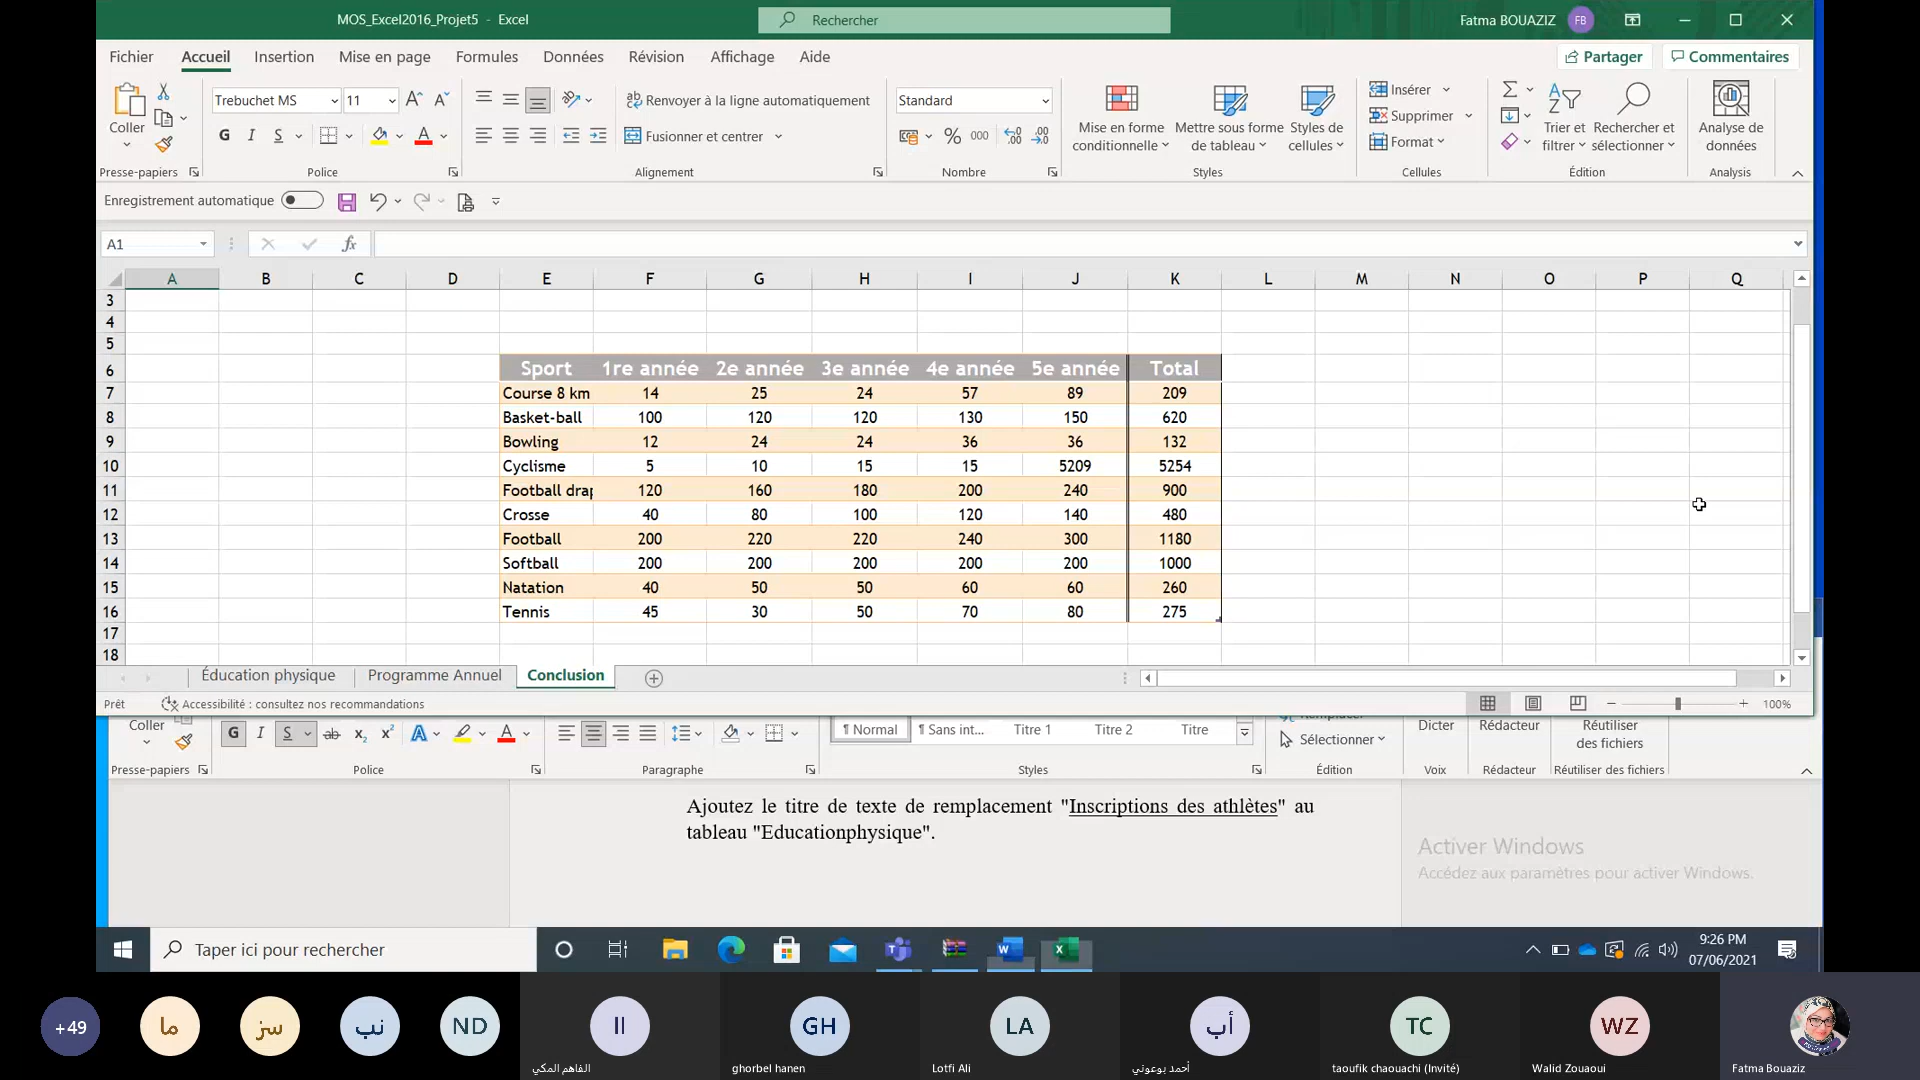 MOS_Excel2016_Projet5 - Excel
Rechercher
Fatma BOUAZIZ
FB
Fichier Accueil Insertion Mise en page Formules Données Révision Affichage Aide
Partager Commentaires
Coller
Presse-papiers
Trebuchet MS 11
G I S
Police
Renvoyer à la ligne automatiquement
Fusionner et centrer
Alignement
Standard
% 000
Nombre
Mise en forme conditionnelle
Mettre sous forme de tableau
Styles de cellules
Styles
Insérer
Supprimer
Format
Cellules
Trier et filtrer
Rechercher et sélectionner
Édition
Analyse de données
Analysis
Enregistrement automatique
A1
fx
A B C D E F G H I J K L M N O P Q
3
4
5
6 Sport 1re année 2e année 3e année 4e année 5e année Total
7 Course 8 km 14 25 24 57 89 209
8 Basket-ball 100 120 120 130 150 620
9 Bowling 12 24 24 36 36 132
10 Cyclisme 5 10 15 15 5209 5254
11 Football drap 120 160 180 200 240 900
12 Crosse 40 80 100 120 140 480
13 Football 200 220 220 240 300 1180
14 Softball 200 200 200 200 200 1000
15 Natation 40 50 50 60 60 260
16 Tennis 45 30 50 70 80 275
17
18
Éducation physique Programme Annuel Conclusion
Prêt Accessibilité : consultez nos recommandations
100%
Coller
Presse-papiers
G I S ab x₂ x²
Police
Paragraphe
¶ Normal ¶ Sans int... Titre 1 Titre 2 Titre
Styles
Remplacer
Sélectionner
Édition
Dicter
Voix
Rédacteur
Rédacteur
Réutiliser des fichiers
Réutiliser des fichiers
Ajoutez le titre de texte de remplacement "Inscriptions des athlètes" au
tableau "Educationphysique".
Activer Windows
Accédez aux paramètres pour activer Windows.
Taper ici pour rechercher
9:26 PM
07/06/2021
+49 ما سز نب ND اا GH LA أب TC WZ
الفاهم المكي
ghorbel hanen
Lotfi Ali
أحمد بوعوني
taoufik chaouachi (Invité)
Walid Zouaoui
Fatma Bouaziz